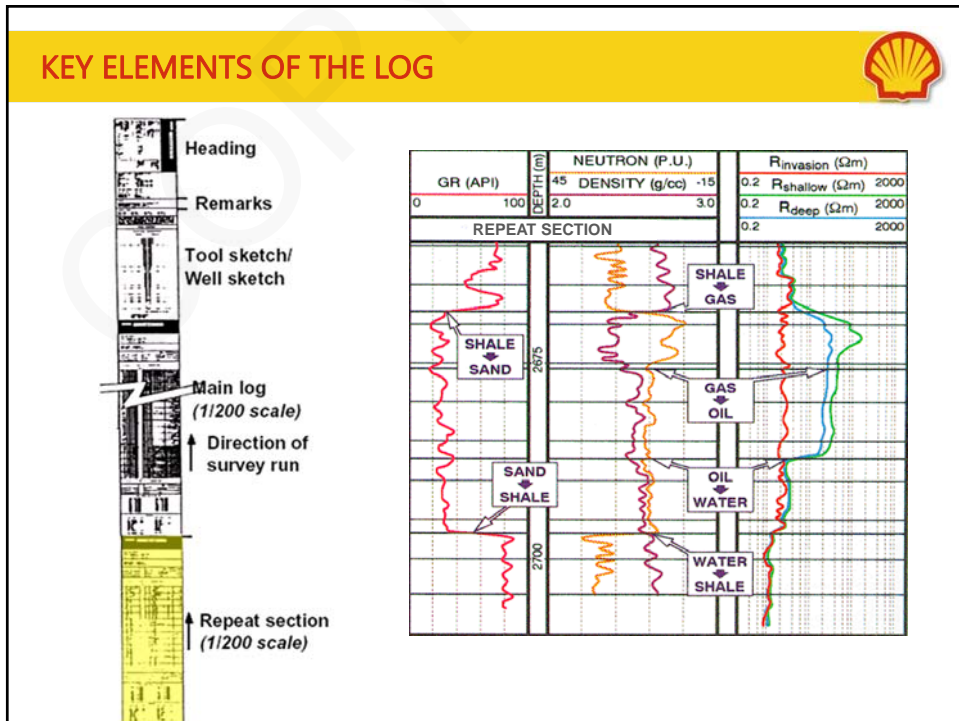 KEY ELEMENTS OF THE LOG
Heading
Remarks
Tool sketch/
Well sketch
Main log
(1/200 scale)
Direction of
survey run
Repeat section
(1/200 scale)
GR (API)
0 100
DEPTH (m)
NEUTRON (P.U.)
45 DENSITY (g/cc) -15
2.0 3.0
Rinvasion (Ωm)
0.2 Rshallow (Ωm) 2000
0.2 Rdeep (Ωm) 2000
0.2 2000
REPEAT SECTION
SHALE
GAS
SHALE
SAND
2675
GAS
OIL
SAND
SHALE
OIL
WATER
2700
WATER
SHALE
COPY